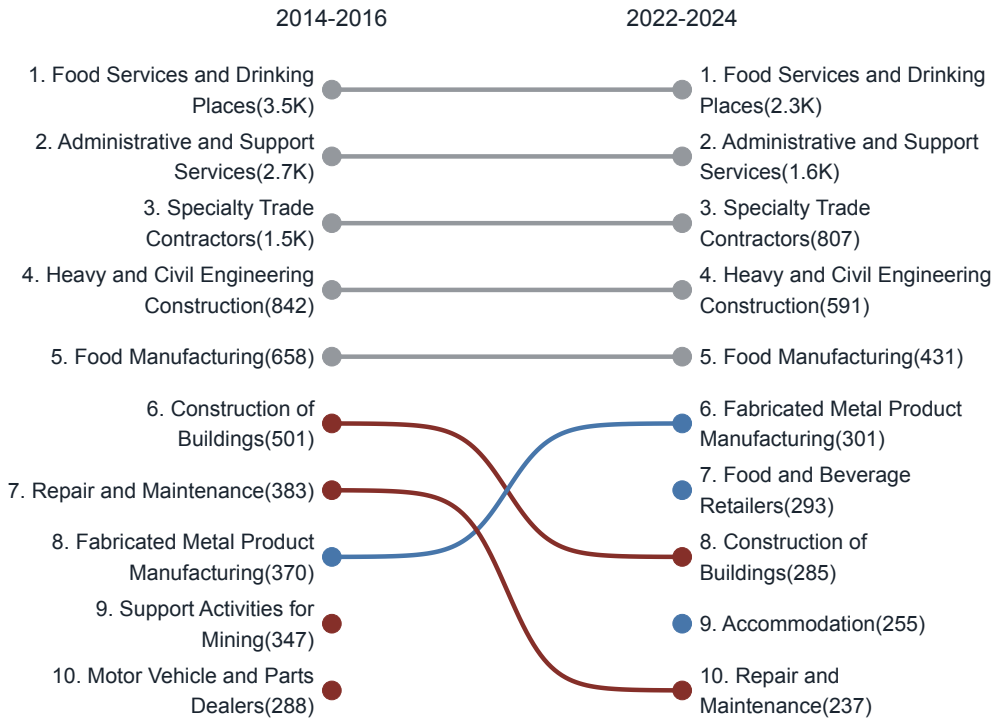 2014-2016
2022-2024
1. Food Services and Drinking
Places(3.5K)
2. Administrative and Support
Services(2.7K)
3. Specialty Trade
Contractors(1.5K)
4. Heavy and Civil Engineering
Construction(842)
5. Food Manufacturing(658)
6. Construction of
Buildings(501)
7. Repair and Maintenance(383)
8. Fabricated Metal Product
Manufacturing(370)
9. Support Activities for
Mining(347)
10. Motor Vehicle and Parts
Dealers(288)
1. Food Services and Drinking
Places(2.3K)
2. Administrative and Support
Services(1.6K)
3. Specialty Trade
Contractors(807)
4. Heavy and Civil Engineering
Construction(591)
5. Food Manufacturing(431)
6. Fabricated Metal Product
Manufacturing(301)
7. Food and Beverage
Retailers(293)
8. Construction of
Buildings(285)
9. Accommodation(255)
10. Repair and
Maintenance(237)